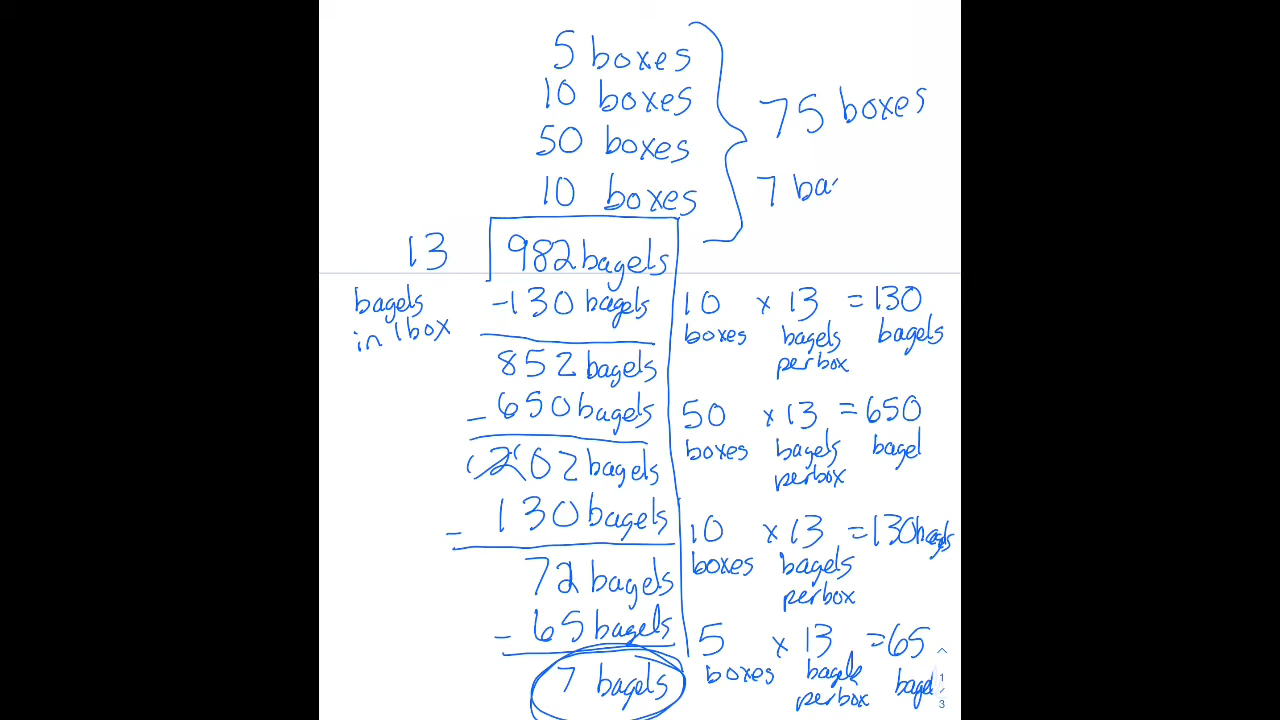 5 boxes
10 boxes
50 boxes
10 boxes
75 boxes
7 ba
13
bagels
in 1 box
982 bagels
-130 bagels
10 x 13 = 130
boxes bagels bagels
per box
852 bagels
- 650 bagels
50 x 13 = 650
boxes bagels bagel
per box
202 bagels
- 130 bagels
10 x 13 = 130 bagels
boxes bagels
per box
72 bagels
- 65 bagels
5 x 13 = 65
boxes bagels bagel
per box
7 bagels
1
3